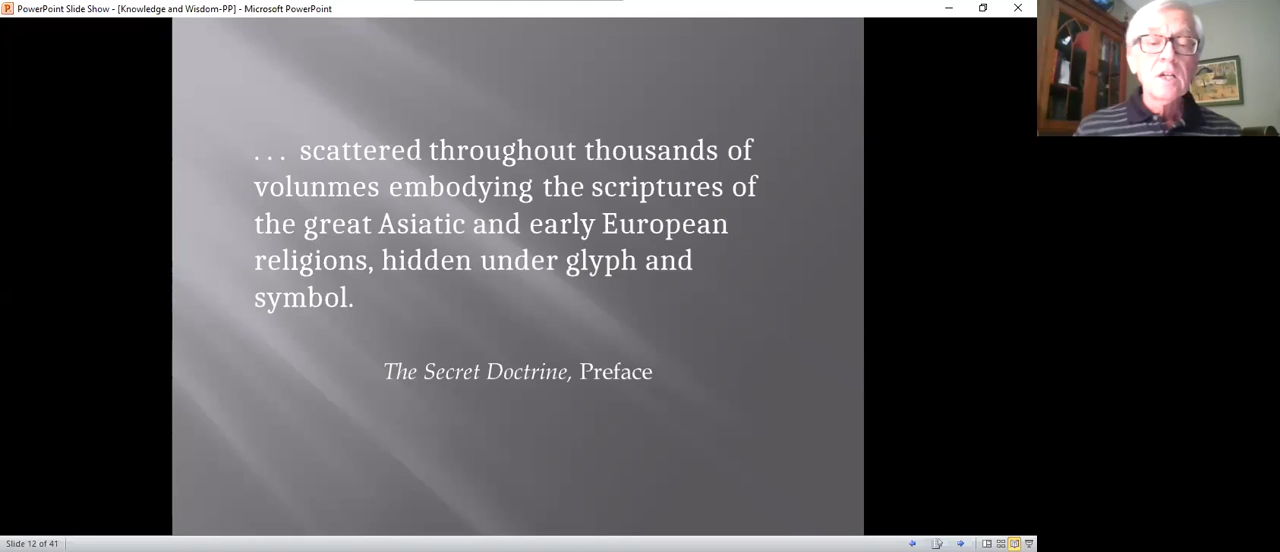 PowerPoint Slide Show - [Knowledge and Wisdom-PP] - Microsoft PowerPoint
. . . scattered throughout thousands of
volunmes embodying the scriptures of
the great Asiatic and early European
religions, hidden under glyph and
symbol.
The Secret Doctrine, Preface
Slide 12 of 41